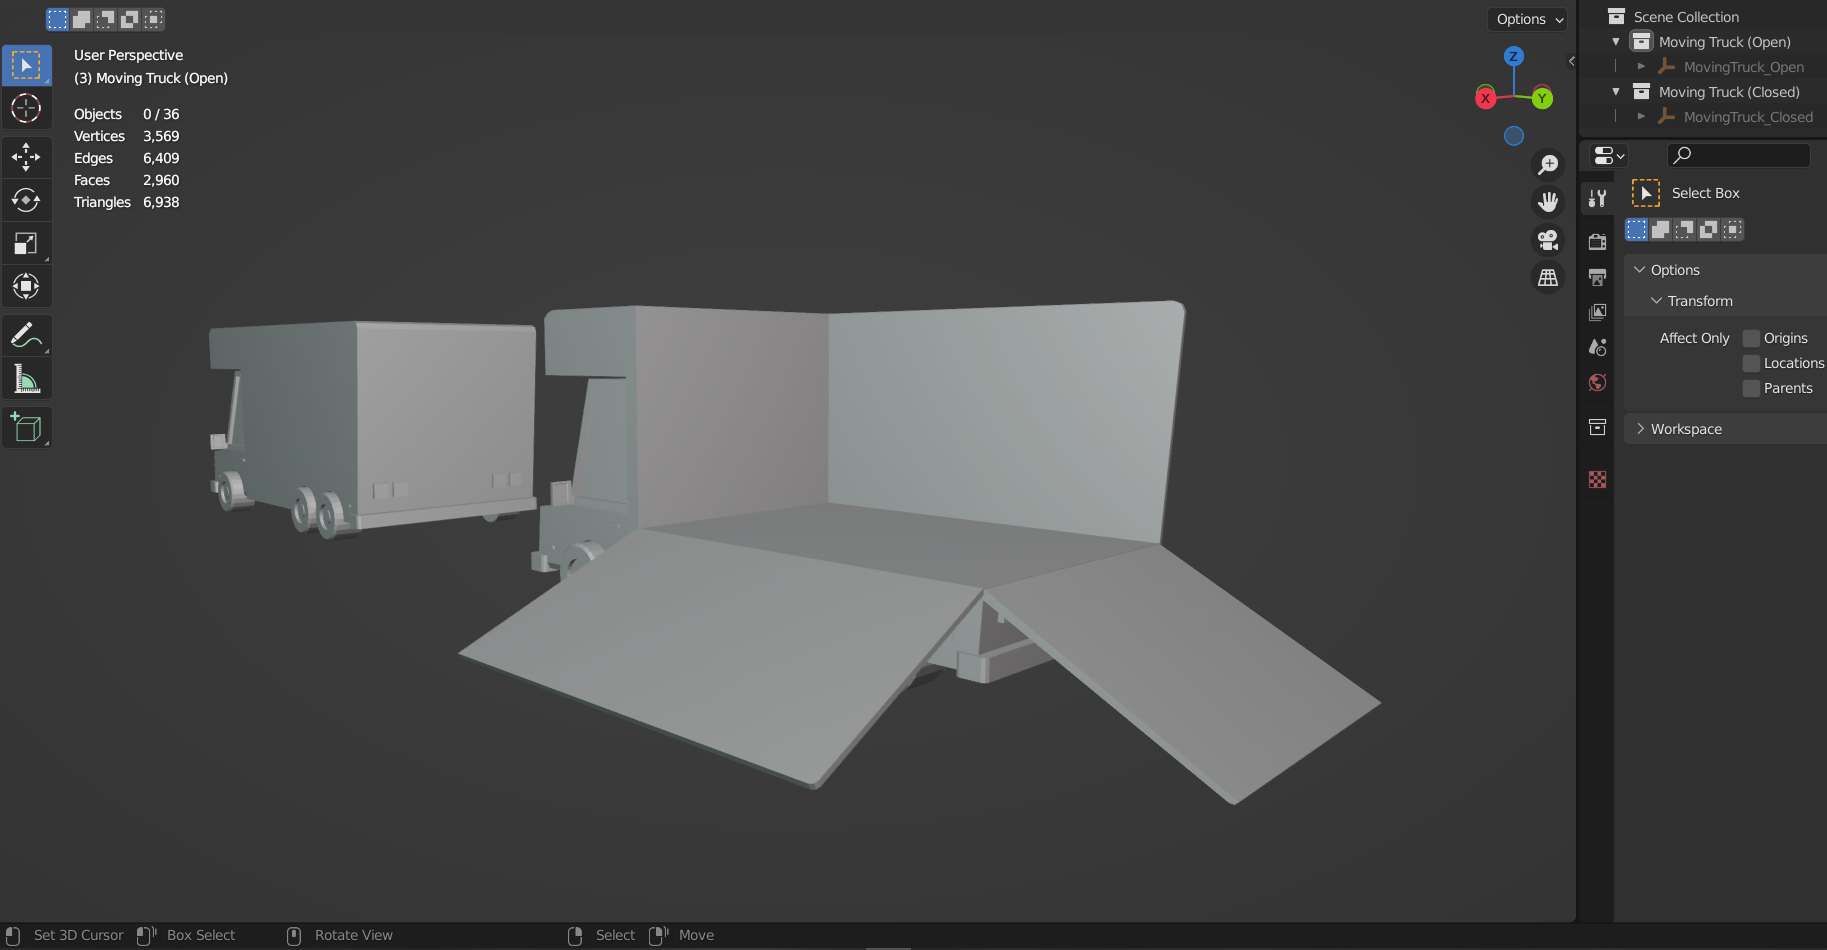 Options
User Perspective
(3) Moving Truck (Open)
Objects 0 / 36
Vertices 3,569
Edges 6,409
Faces 2,960
Triangles 6,938
Z
X
Y
Scene Collection
Moving Truck (Open)
MovingTruck_Open
Moving Truck (Closed)
MovingTruck_Closed
Select Box
Options
Transform
Affect Only Origins
Locations
Parents
Workspace
Set 3D Cursor Box Select Rotate View Select Move